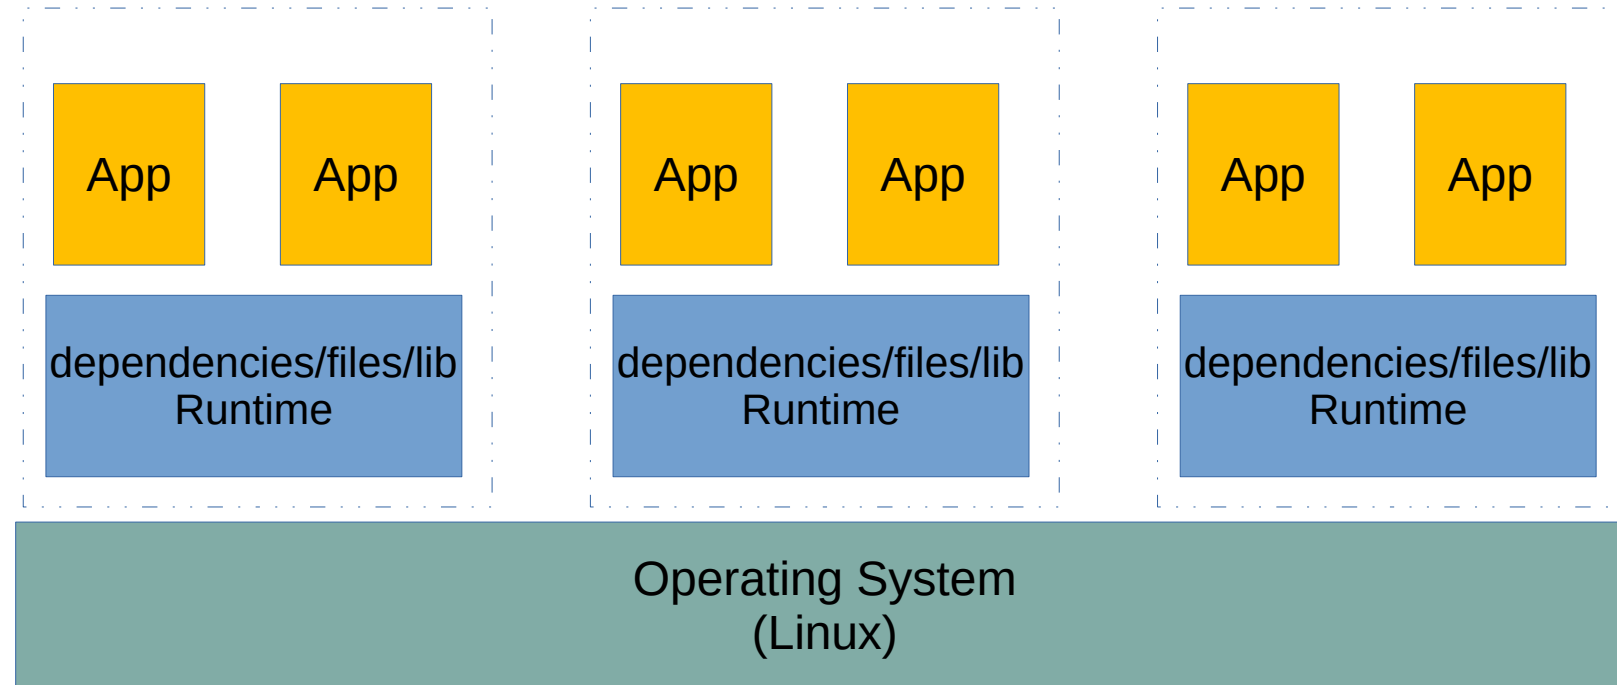 App
App
App
App
App
App
dependencies/files/lib
Runtime
dependencies/files/lib
Runtime
dependencies/files/lib
Runtime
Operating System
(Linux)